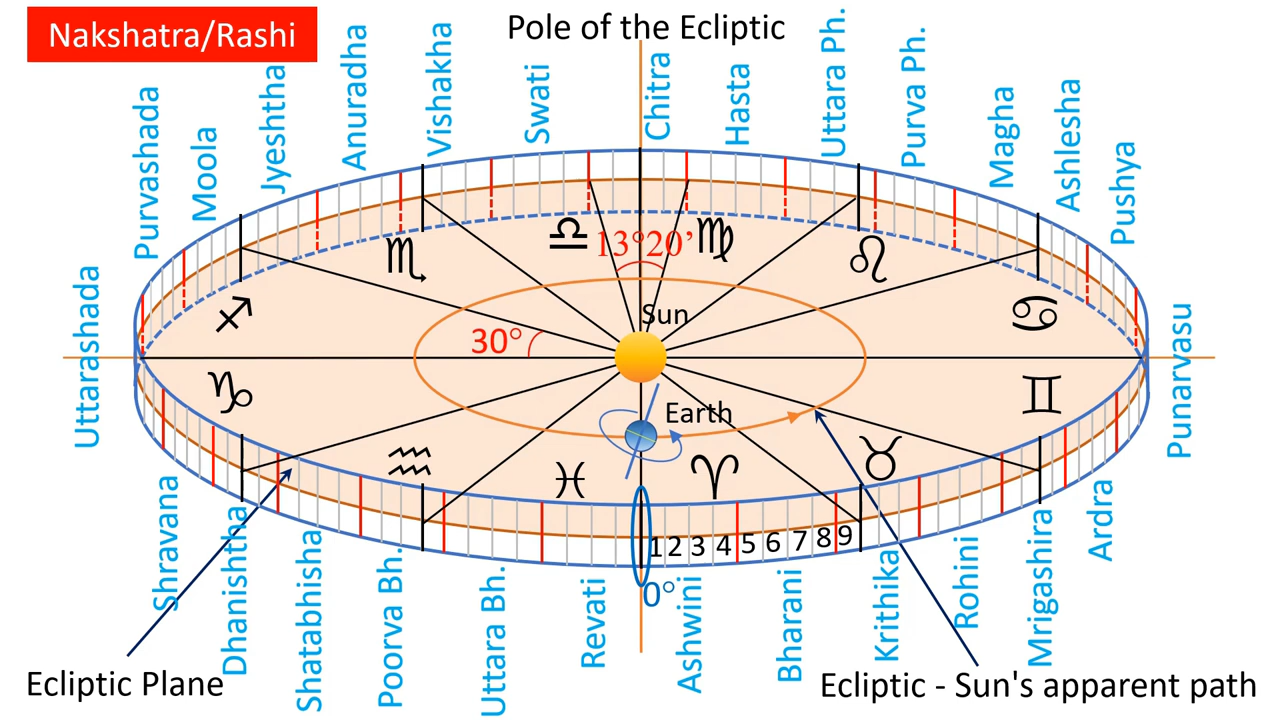 Nakshatra/Rashi
Pole of the Ecliptic
Uttarashada
Purvashada
Moola
Jyeshtha
Anuradha
Vishakha
Swati
Chitra
Hasta
Uttara Ph.
Purva Ph.
Magha
Ashlesha
Pushya
Punarvasu
♏
♎
13°20’
♍
♌
♐
30°
Sun
♋
♑
Earth
♊
♒
♓
♈
♉
1 2 3 4 5 6 7 8 9
0°
Shravana
Dhanishtha
Shatabhisha
Poorva Bh.
Uttara Bh.
Revati
Ashwini
Bharani
Krithika
Rohini
Mrigashira
Ardra
Ecliptic Plane
Ecliptic - Sun's apparent path